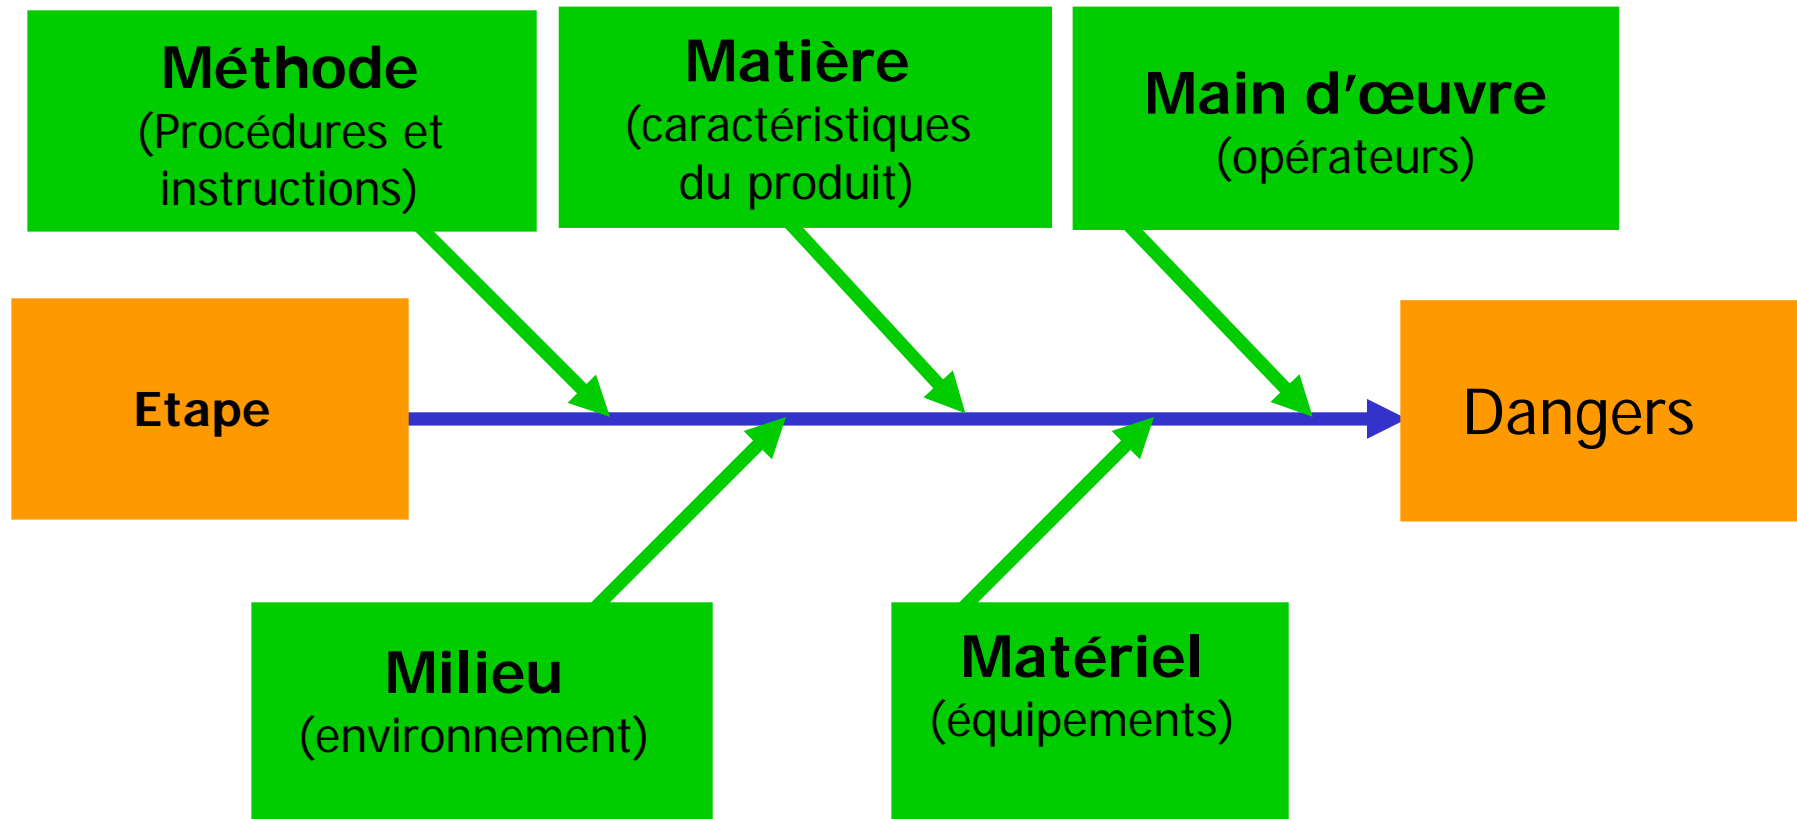 Méthode
(Procédures et
instructions)
Matière
(caractéristiques
du produit)
Main d'œuvre
(opérateurs)
Etape
Dangers
Milieu
(environnement)
Matériel
(équipements)